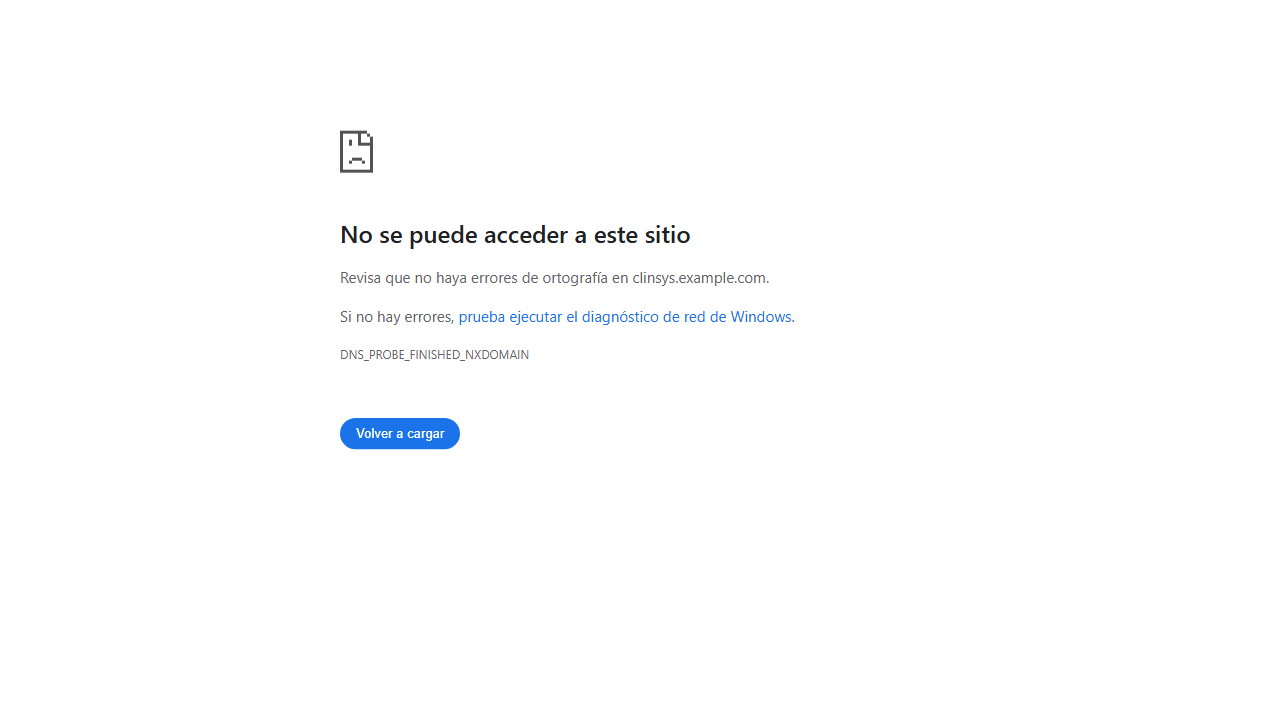 No se puede acceder a este sitio
Revisa que no haya errores de ortografía en clinsys.example.com.
Si no hay errores, prueba ejecutar el diagnóstico de red de Windows.
DNS_PROBE_FINISHED_NXDOMAIN
Volver a cargar